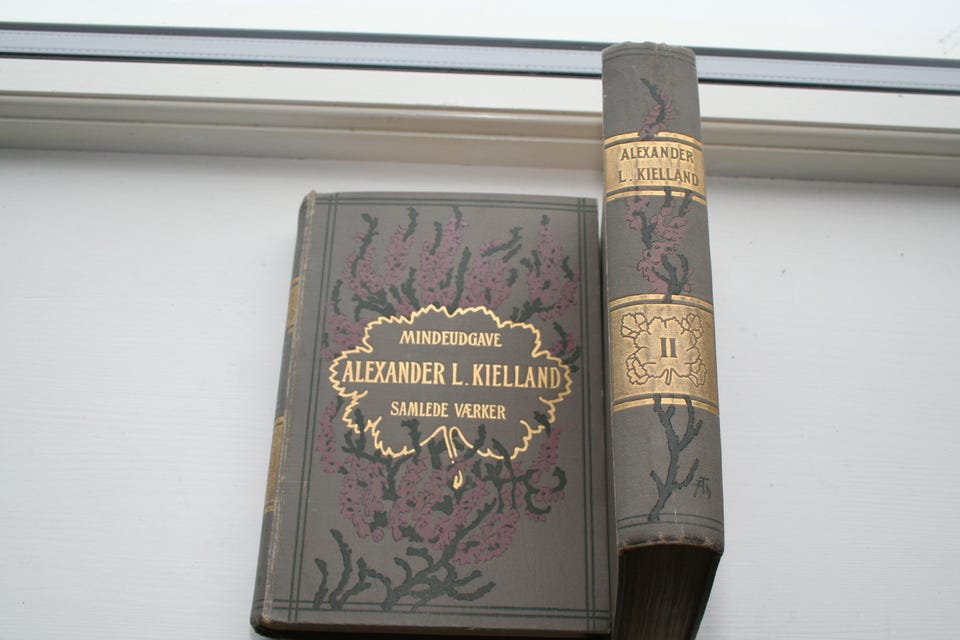 MINDEUDGAVE
ALEXANDER L. KIELLAND
SAMLEDE VÆRKER
ALEXANDER
L. KIELLAND
II